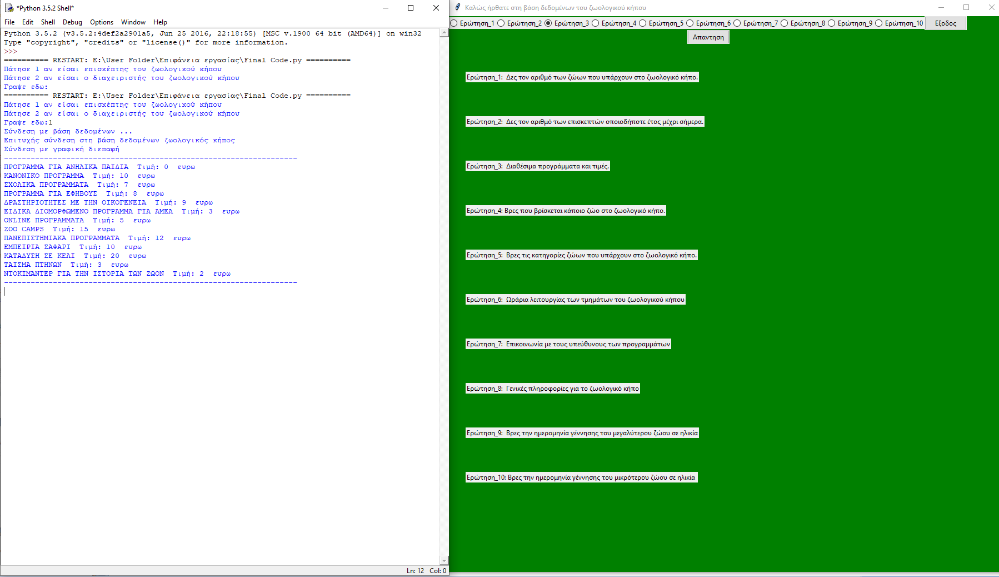 *Python 3.5.2 Shell*
File Edit Shell Debug Options Window Help
Python 3.5.2 (v3.5.2:4def2a2901a5, Jun 25 2016, 22:18:55) [MSC v.1900 64 bit (AMD64)] on win32
Type "copyright", "credits" or "license()" for more information.
>>>
========== RESTART: E:\User Folder\Επιφάνεια εργασίας\Final Code.py ==========
Πάτησε 1 αν είσαι επισκέπτης του ζωολογικού κήπου
Πάτησε 2 αν είσαι ο διαχειριστής του ζωολογικού κήπου
Γραψε εδω:
========== RESTART: E:\User Folder\Επιφάνεια εργασίας\Final Code.py ==========
Πάτησε 1 αν είσαι επισκέπτης του ζωολογικού κήπου
Πάτησε 2 αν είσαι ο διαχειριστής του ζωολογικού κήπου
Γραψε εδω:1
Σύνδεση με βάση δεδομένων ...
Επιτυχής σύνδεση στη βάση δεδομένων ζωολογικός κήπος
Σύνδεση με γραφική διεπαφή
------------------------------------------------------------------
ΠΡΟΓΡΑΜΜΑ ΓΙΑ ΑΝΗΛΙΚΑ ΠΑΙΔΙΑ  Τιμή: 0  ευρω
ΚΑΝΟΝΙΚΟ ΠΡΟΓΡΑΜΜΑ  Τιμή: 10  ευρω
ΣΧΟΛΙΚΑ ΠΡΟΓΡΑΜΜΑΤΑ  Τιμή: 7  ευρω
ΠΡΟΓΡΑΜΜΑ ΓΙΑ ΕΦΗΒΟΥΣ  Τιμή: 8  ευρω
ΔΡΑΣΤΗΡΙΟΤΗΤΕΣ ΜΕ ΤΗΝ ΟΙΚΟΓΕΝΕΙΑ  Τιμή: 9  ευρω
ΕΙΔΙΚΑ ΔΙΟΜΟΡΦΩΜΕΝΟ ΠΡΟΓΡΑΜΜΑ ΓΙΑ ΑΜΕΑ  Τιμή: 3  ευρω
ONLINE ΠΡΟΓΡΑΜΜΑΤΑ  Τιμή: 5  ευρω
ZOO CAMPS  Τιμή: 15  ευρω
ΠΑΝΕΠΙΣΤΗΜΙΑΚΑ ΠΡΟΓΡΑΜΜΑΤΑ  Τιμή: 12  ευρω
ΕΜΠΕΙΡΙΑ ΣΑΦΑΡΙ  Τιμή: 10  ευρω
ΚΑΤΑΔΥΣΗ ΣΕ ΚΕΛΙ  Τιμή: 20  ευρω
ΤΑΙΣΜΑ ΠΤΗΝΩΝ  Τιμή: 3  ευρω
ΝΤΟΚΙΜΑΝΤΕΡ ΓΙΑ ΤΗΝ ΙΣΤΟΡΙΑ ΤΩΝ ΖΩΟΝ  Τιμή: 2  ευρω
------------------------------------------------------------------
Ln: 12 Col: 0
Καλώς ήρθατε στη βάση δεδομένων του ζωολογικού κήπου
Ερώτηση_1 Ερώτηση_2 Ερώτηση_3 Ερώτηση_4 Ερώτηση_5 Ερώτηση_6 Ερώτηση_7 Ερώτηση_8 Ερώτηση_9 Ερώτηση_10 Εξοδος
Απαντηση
Ερώτηση_1:  Δες τον αριθμό των ζώων που υπάρχουν στο ζωολογικό κήπο.
Ερώτηση_2:  Δες τον αριθμό των επισκεπτών οποιοδήποτε έτος μέχρι σήμερα.
Ερώτηση_3:  Διαθέσιμα προγράμματα και τιμές.
Ερώτηση_4: Βρες που βρίσκεται κάποιο ζώο στο ζωολογικό κήπο.
Ερώτηση_5:  Βρες τις κατηγορίες ζώων που υπάρχουν στο ζωολογικό κήπο.
Ερώτηση_6:  Ωράρια λειτουργίας των τμημάτων του ζωολογικού κήπου
Ερώτηση_7:  Επικοινωνία με τους υπεύθυνους των προγραμμάτων
Ερώτηση_8:  Γενικές πληροφορίες για το ζωολογικό κήπο
Ερώτηση_9:  Βρες την ημερομηνία γέννησης του μεγαλύτερου ζώου σε ηλικία
Ερώτηση_10: Βρες την ημερομηνία γέννησης του μικρότερου ζώου σε ηλικία